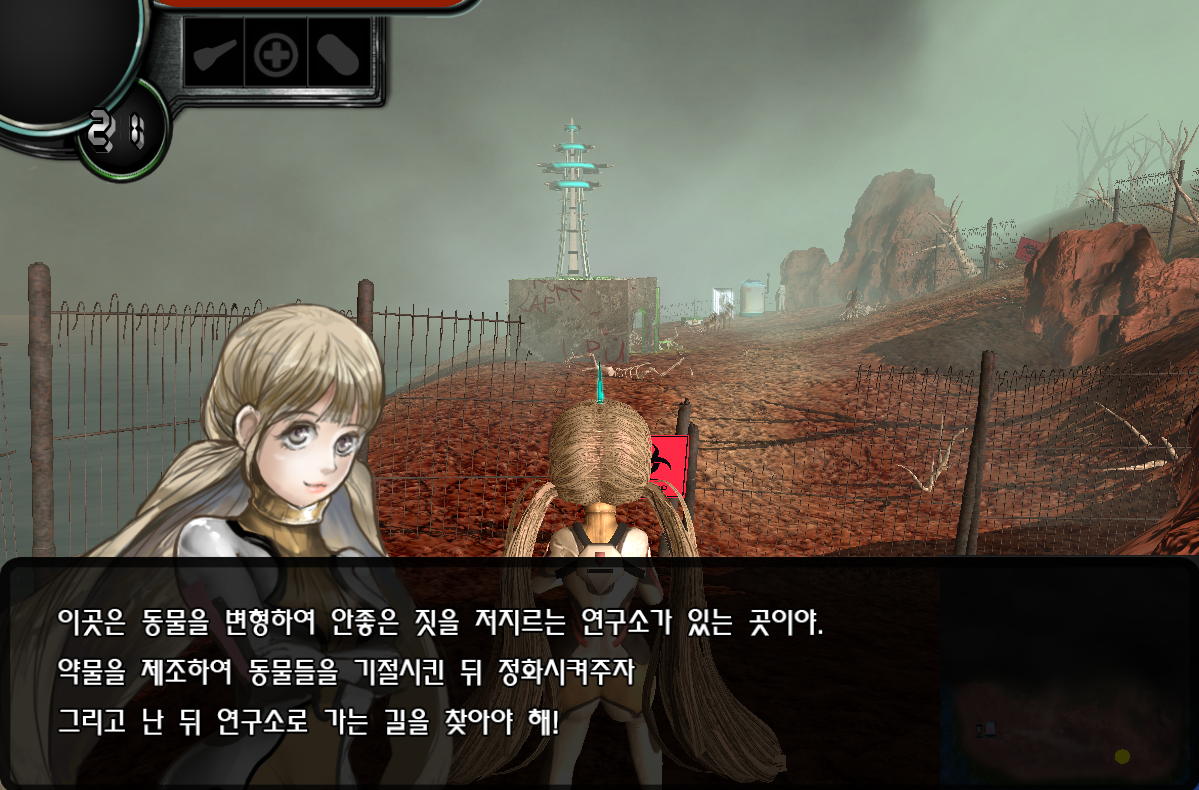 21
이곳은 동물을 변형하여 안좋은 짓을 저지르는 연구소가 있는 곳이야.
약물을 제조하여 동물들을 기절시킨 뒤 정화시켜주자
그리고 난 뒤 연구소로 가는 길을 찾아야 해!